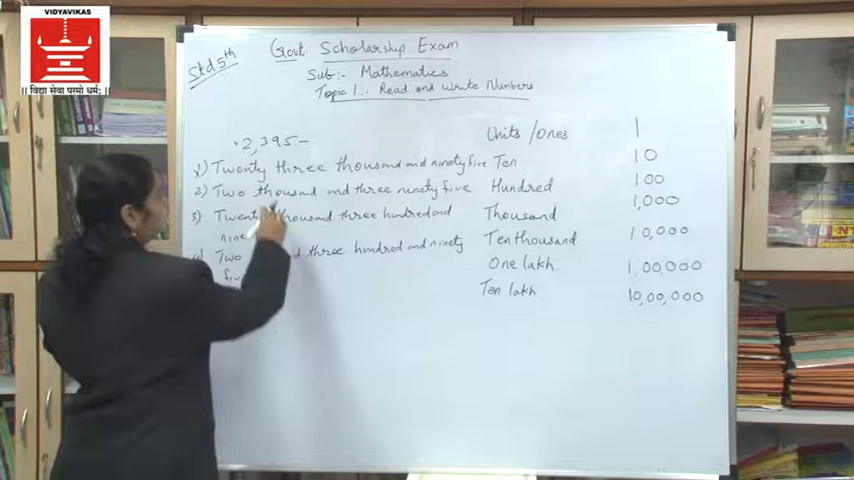 VIDYAVIKAS
|| विद्या सेवा परमो धर्म: ||
Std 5th
Govt Scholarship Exam
Sub:- Mathematics
Topic 1.. Read and Write Numbers
2,395 -
1) Twenty three thousand and ninety five
2) Two thousand and three ninety five
3) Twenty thousand three hundred and
nine
4) Two three hundred and ninety
five
Units/Ones 1
Ten 10
Hundred 100
Thousand 1,000
Ten thousand 10,000
One lakh. 1,00,000
Ten lakh 10,00,000